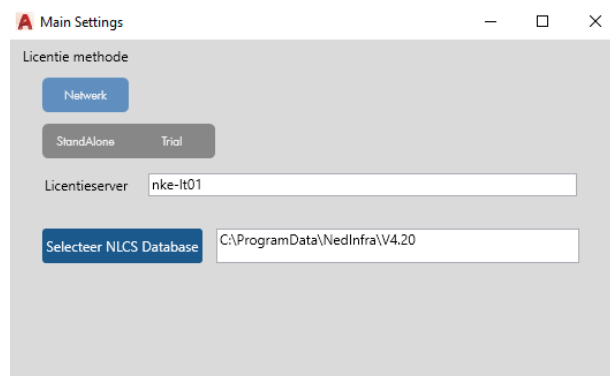 Main Settings
Licentie methode
Netwerk
StandAlone Trial
Licentieserver nke-lt01
Selecteer NLCS Database C:\ProgramData\NedInfra\V4.20